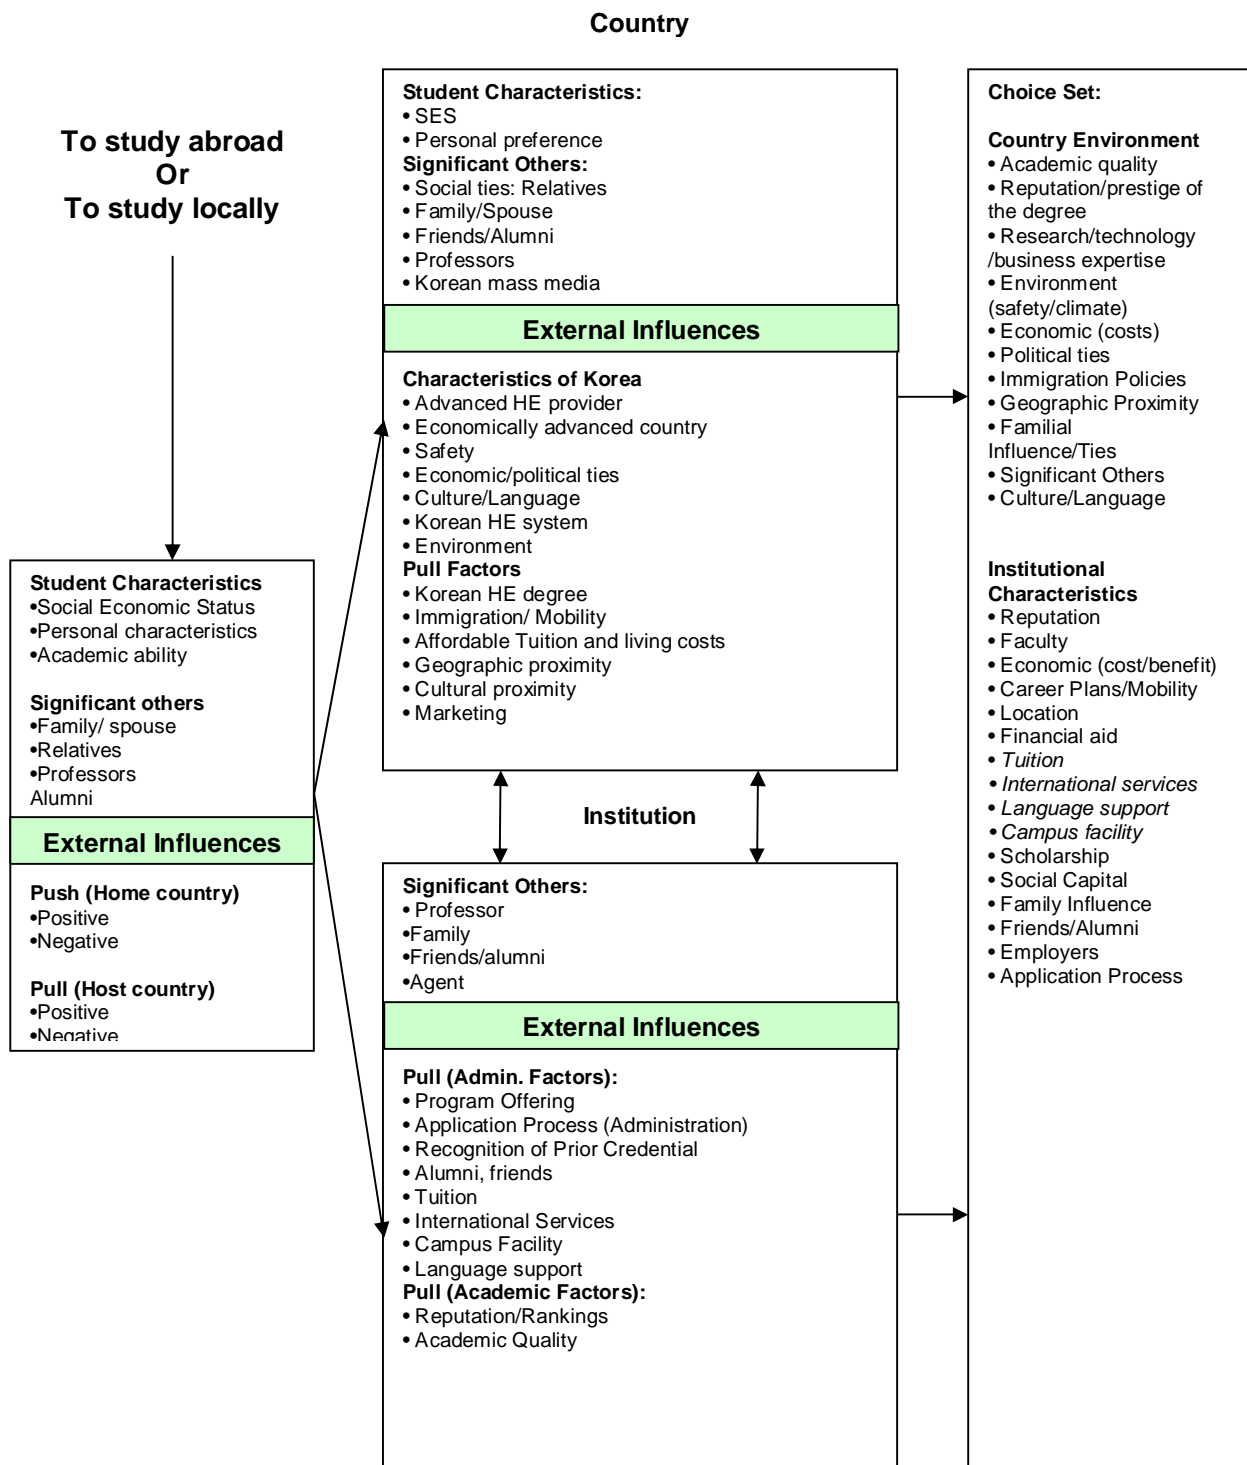 Country
To study abroad
Or
To study locally
Student Characteristics
•Social Economic Status
•Personal characteristics
•Academic ability
Significant others
•Family/ spouse
•Relatives
•Professors
Alumni
External Influences
Push (Home country)
•Positive
•Negative
Pull (Host country)
•Positive
•Negative
Student Characteristics:
• SES
• Personal preference
Significant Others:
• Social ties: Relatives
• Family/Spouse
• Friends/Alumni
• Professors
• Korean mass media
External Influences
Characteristics of Korea
• Advanced HE provider
• Economically advanced country
• Safety
• Economic/political ties
• Culture/Language
• Korean HE system
• Environment
Pull Factors
• Korean HE degree
• Immigration/ Mobility
• Affordable Tuition and living costs
• Geographic proximity
• Cultural proximity
• Marketing
Institution
Significant Others:
• Professor
•Family
•Friends/alumni
•Agent
External Influences
Pull (Admin. Factors):
• Program Offering
• Application Process (Administration)
• Recognition of Prior Credential
• Alumni, friends
• Tuition
• International Services
• Campus Facility
• Language support
Pull (Academic Factors):
• Reputation/Rankings
• Academic Quality
Choice Set:
Country Environment
• Academic quality
• Reputation/prestige of
the degree
• Research/technology
/business expertise
• Environment
(safety/climate)
• Economic (costs)
• Political ties
• Immigration Policies
• Geographic Proximity
• Familial
Influence/Ties
• Significant Others
• Culture/Language
Institutional
Characteristics
• Reputation
• Faculty
• Economic (cost/benefit)
• Career Plans/Mobility
• Location
• Financial aid
• Tuition
• International services
• Language support
• Campus facility
• Scholarship
• Social Capital
• Family Influence
• Friends/Alumni
• Employers
• Application Process